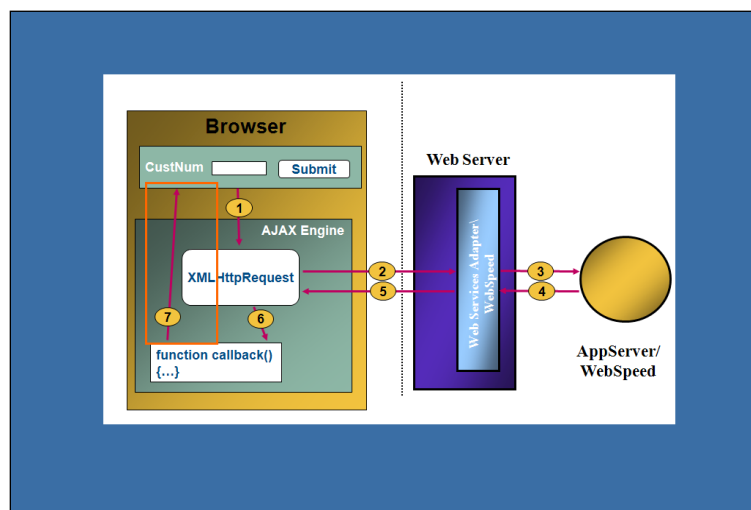 Browser
CustNum
Submit
1
AJAX Engine
XMLHttpRequest
2
5
6
7
function callback()
{...}
Web Server
Web Services Adapter\
WebSpeed
3
4
AppServer/
WebSpeed